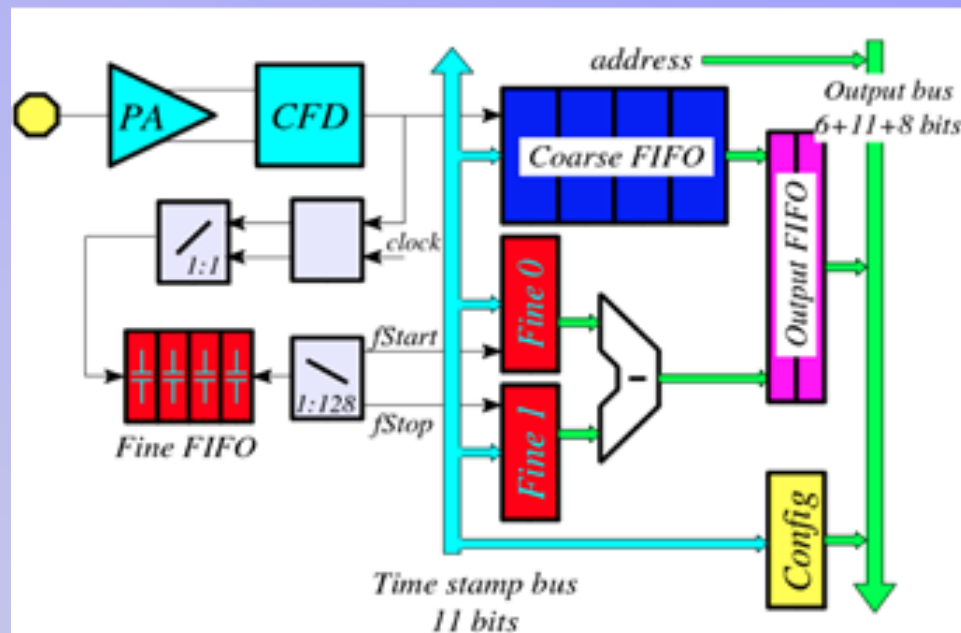 address
PA
CFD
Output bus
6+11+8 bits
Coarse FIFO
Output FIFO
clock
1:1
Fine 0
fStart
1:128
fStop
Fine 1
Fine FIFO
Config
Time stamp bus
11 bits
-